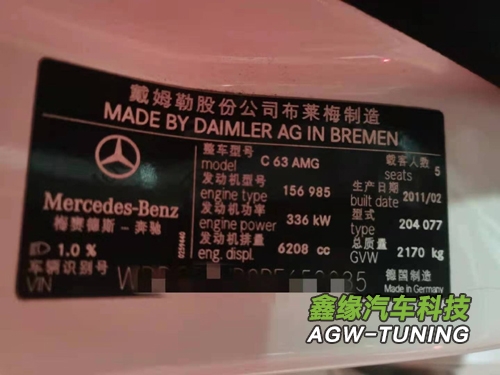 戴姆勒股份公司布莱梅制造
MADE BY DAIMLER AG IN BREMEN
整车型号 载客人数
model C 63 AMG seats 5
发动机型号 生产日期
engine type 156 985 built date 2011/02
发动机功率 型式
engine power 336 kW type 204 077
发动机排量 总质量
eng. displ. 6208 cc GVW 2170 kg
Mercedes-Benz
梅赛德斯 - 奔驰
1.0 %
车辆识别号 德国制造
VIN Made in Germany
鑫缘汽车科技
AGW-TUNING